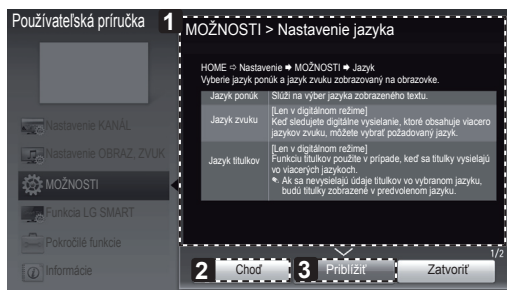 Používateľská príručka
1
MOŽNOSTI > Nastavenie jazyka
HOME ⇨ Nastavenie ➡ MOŽNOSTI ➡ Jazyk
Vyberie jazyk ponúk a jazyk zvuku zobrazovaný na obrazovke.
Jazyk ponúk Slúži na výber jazyka zobrazeného textu.
Jazyk zvuku
[Len v digitálnom režime]
Keď sledujete digitálne vysielanie, ktoré obsahuje viacero
jazykov zvuku, môžete vybrať požadovaný jazyk.
Jazyk titulkov
[Len v digitálnom režime]
Funkciu titulkov použite v prípade, keď sa titulky vysielajú
vo viacerých jazykoch.
Ak sa nevysielajú údaje titulkov vo vybranom jazyku,
budú titulky zobrazené v predvolenom jazyku.
Nastavenie KANÁL
Nastavenie OBRAZ, ZVUK
MOŽNOSTI
Funkcia LG SMART
Pokročilé funkcie
Informácie
1/2
2 Choď
3 Priblížiť
Zatvoriť